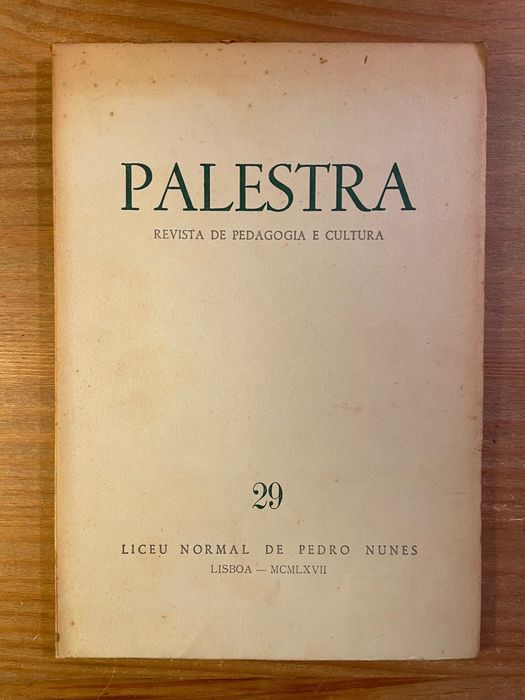 PALESTRA
REVISTA DE PEDAGOGIA E CULTURA
29
LICEU NORMAL DE PEDRO NUNES
LISBOA — MCMLXVII